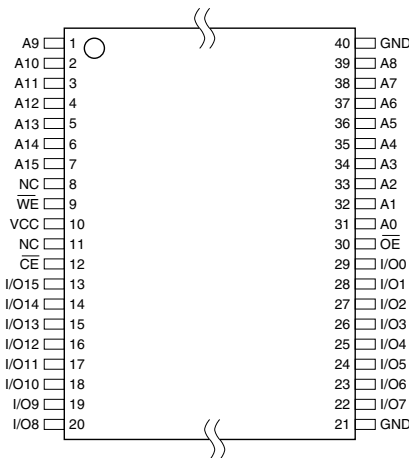 A9 1 40 GND
A10 2 39 A8
A11 3 38 A7
A12 4 37 A6
A13 5 36 A5
A14 6 35 A4
A15 7 34 A3
NC 8 33 A2
W̅E̅ 9 32 A1
VCC 10 31 A0
NC 11 30 O̅E̅
C̅E̅ 12 29 I/O0
I/O15 13 28 I/O1
I/O14 14 27 I/O2
I/O13 15 26 I/O3
I/O12 16 25 I/O4
I/O11 17 24 I/O5
I/O10 18 23 I/O6
I/O9 19 22 I/O7
I/O8 20 21 GND